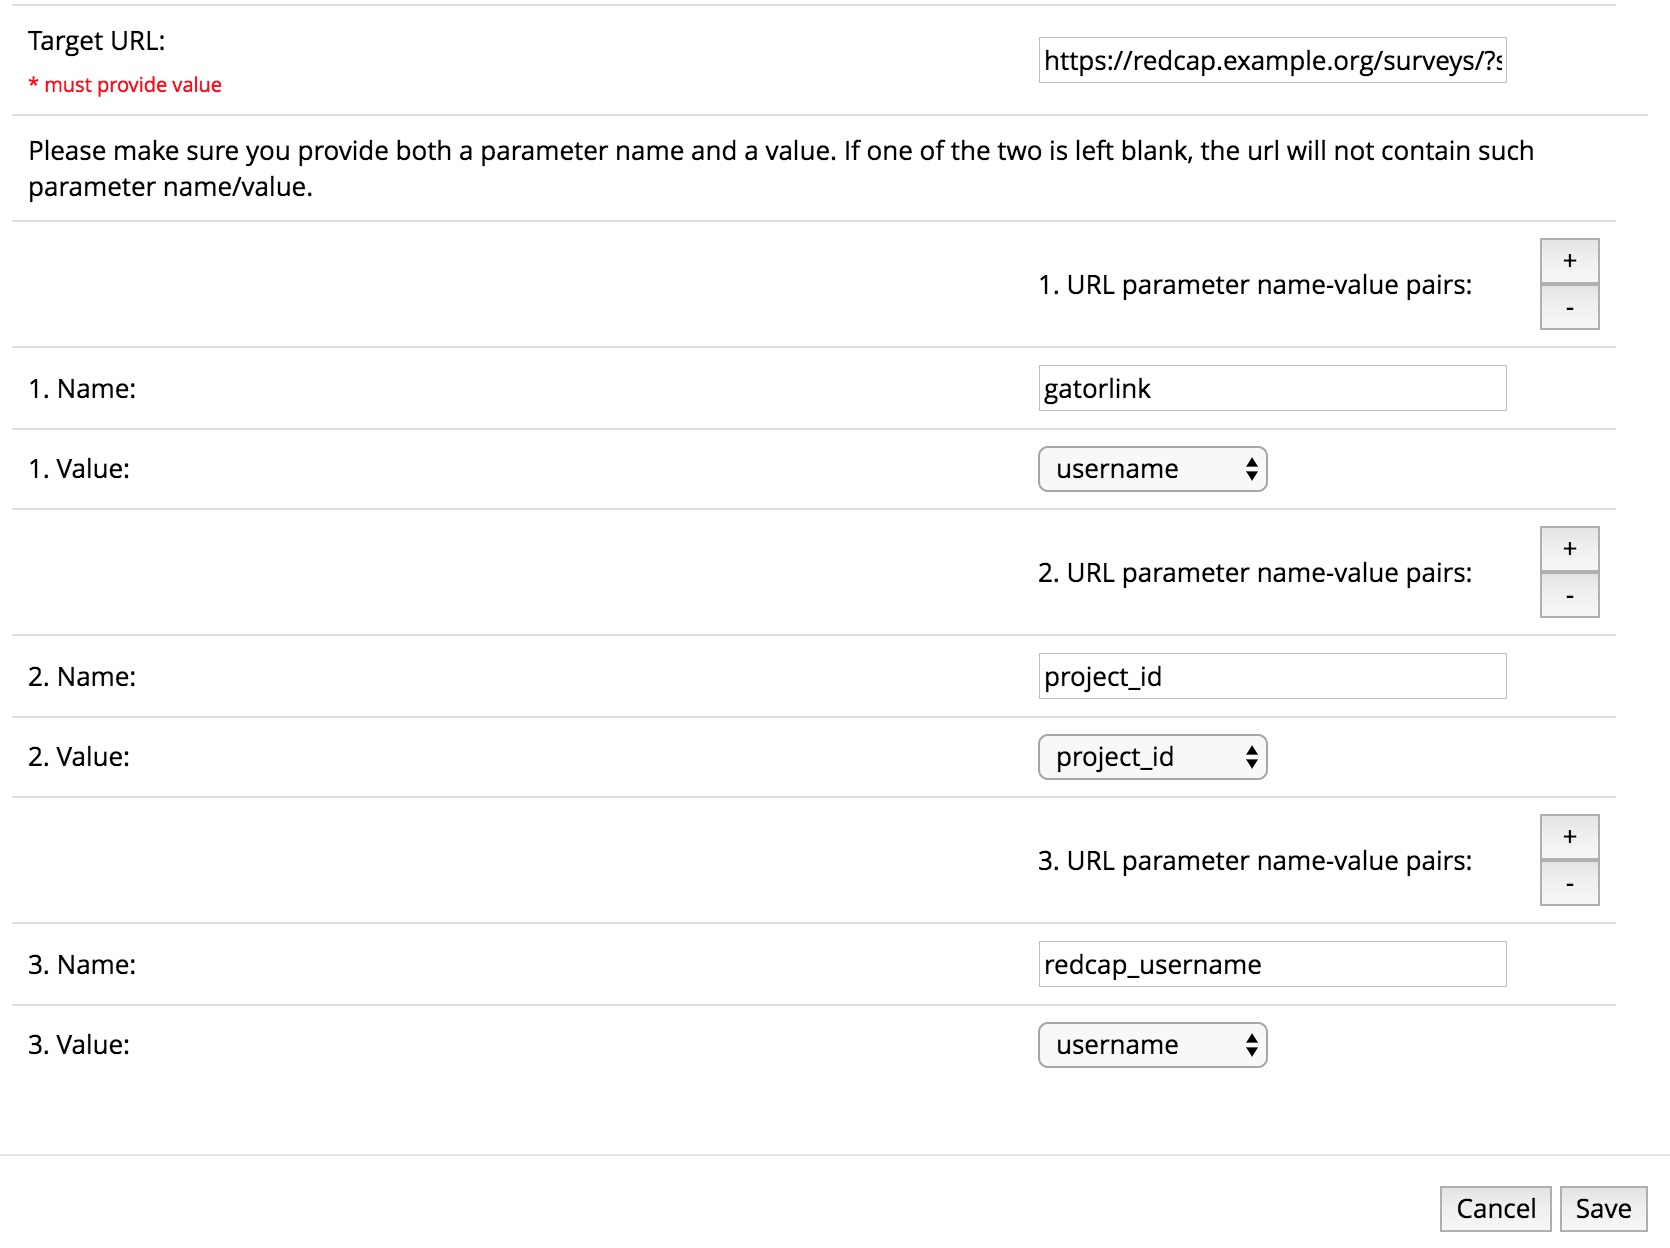 Target URL:
* must provide value
https://redcap.example.org/surveys/?s
Please make sure you provide both a parameter name and a value. If one of the two is left blank, the url will not contain such
parameter name/value.
1. URL parameter name-value pairs:
+
-
1. Name:
gatorlink
1. Value:
username
2. URL parameter name-value pairs:
+
-
2. Name:
project_id
2. Value:
project_id
3. URL parameter name-value pairs:
+
-
3. Name:
redcap_username
3. Value:
username
Cancel
Save